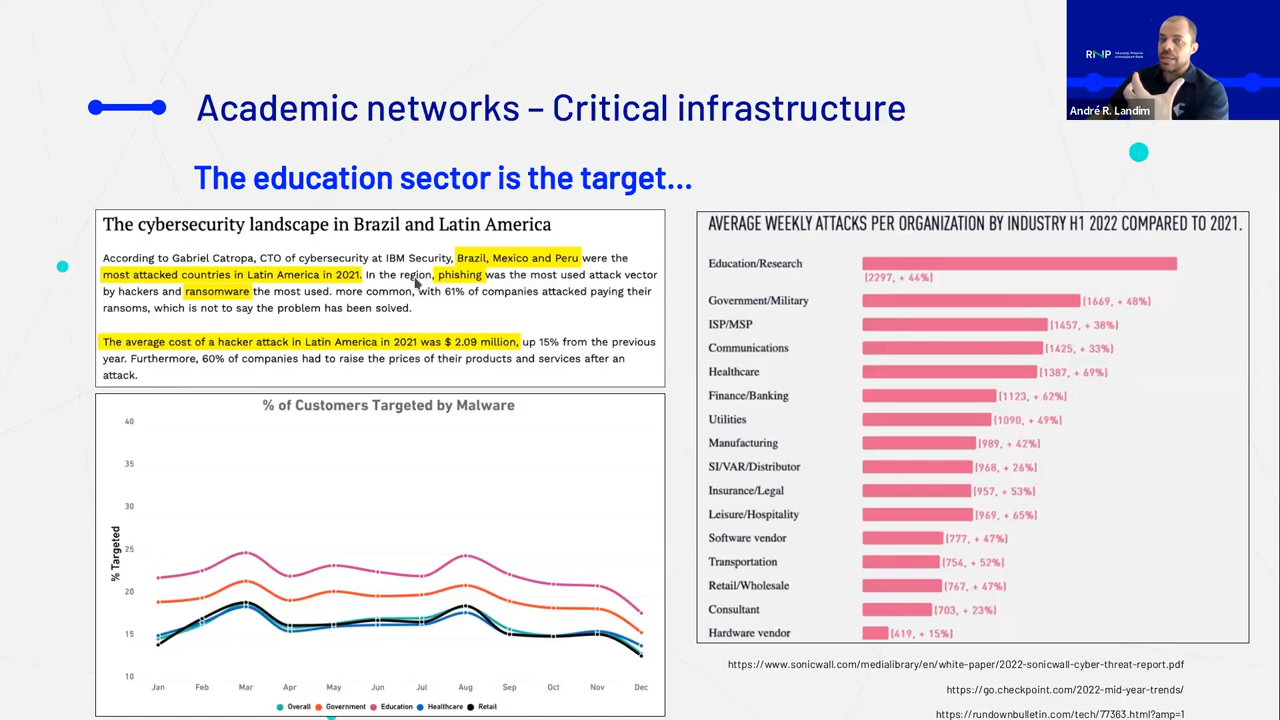 RNP
André R. Landim
Academic networks – Critical infrastructure
The education sector is the target...
The cybersecurity landscape in Brazil and Latin America
According to Gabriel Catropa, CTO of cybersecurity at IBM Security, Brazil, Mexico and Peru were the
most attacked countries in Latin America in 2021. In the region, phishing was the most used attack vector
by hackers and ransomware the most used. more common, with 61% of companies attacked paying their
ransoms, which is not to say the problem has been solved.
The average cost of a hacker attack in Latin America in 2021 was $ 2.09 million, up 15% from the previous
year. Furthermore, 60% of companies had to raise the prices of their products and services after an
attack.
% of Customers Targeted by Malware
% Targeted
40
35
30
25
20
15
10
Jan Feb Mar Apr May Jun Jul Aug Sep Oct Nov Dec
Overall Government Education Healthcare Retail
AVERAGE WEEKLY ATTACKS PER ORGANIZATION BY INDUSTRY H1 2022 COMPARED TO 2021.
Education/Research
[2297, + 44%]
Government/Military [1669, + 48%]
ISP/MSP [1457, + 38%]
Communications [1425, + 33%]
Healthcare [1387, + 69%]
Finance/Banking [1123, + 62%]
Utilities [1090, + 49%]
Manufacturing [989, + 42%]
SI/VAR/Distributor [968, + 26%]
Insurance/Legal [957, + 53%]
Leisure/Hospitality [969, + 65%]
Software vendor [777, + 47%]
Transportation [754, + 52%]
Retail/Wholesale [767, + 47%]
Consultant [703, + 23%]
Hardware vendor [419, + 15%]
https://www.sonicwall.com/medialibrary/en/white-paper/2022-sonicwall-cyber-threat-report.pdf
https://go.checkpoint.com/2022-mid-year-trends/
https://rundownbulletin.com/tech/77363.html?amp=1